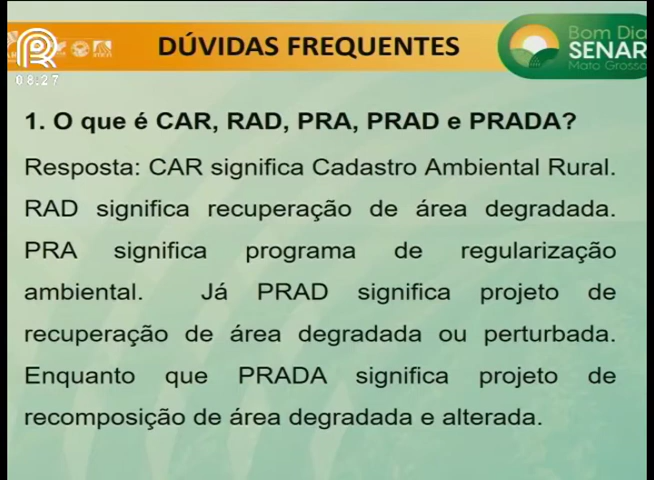 DÚVIDAS FREQUENTES
Bom Dia
SENAR
Mato Grosso
08:27
1. O que é CAR, RAD, PRA, PRAD e PRADA?
Resposta: CAR significa Cadastro Ambiental Rural.
RAD significa recuperação de área degradada.
PRA significa programa de regularização
ambiental. Já PRAD significa projeto de
recuperação de área degradada ou perturbada.
Enquanto que PRADA significa projeto de
recomposição de área degradada e alterada.